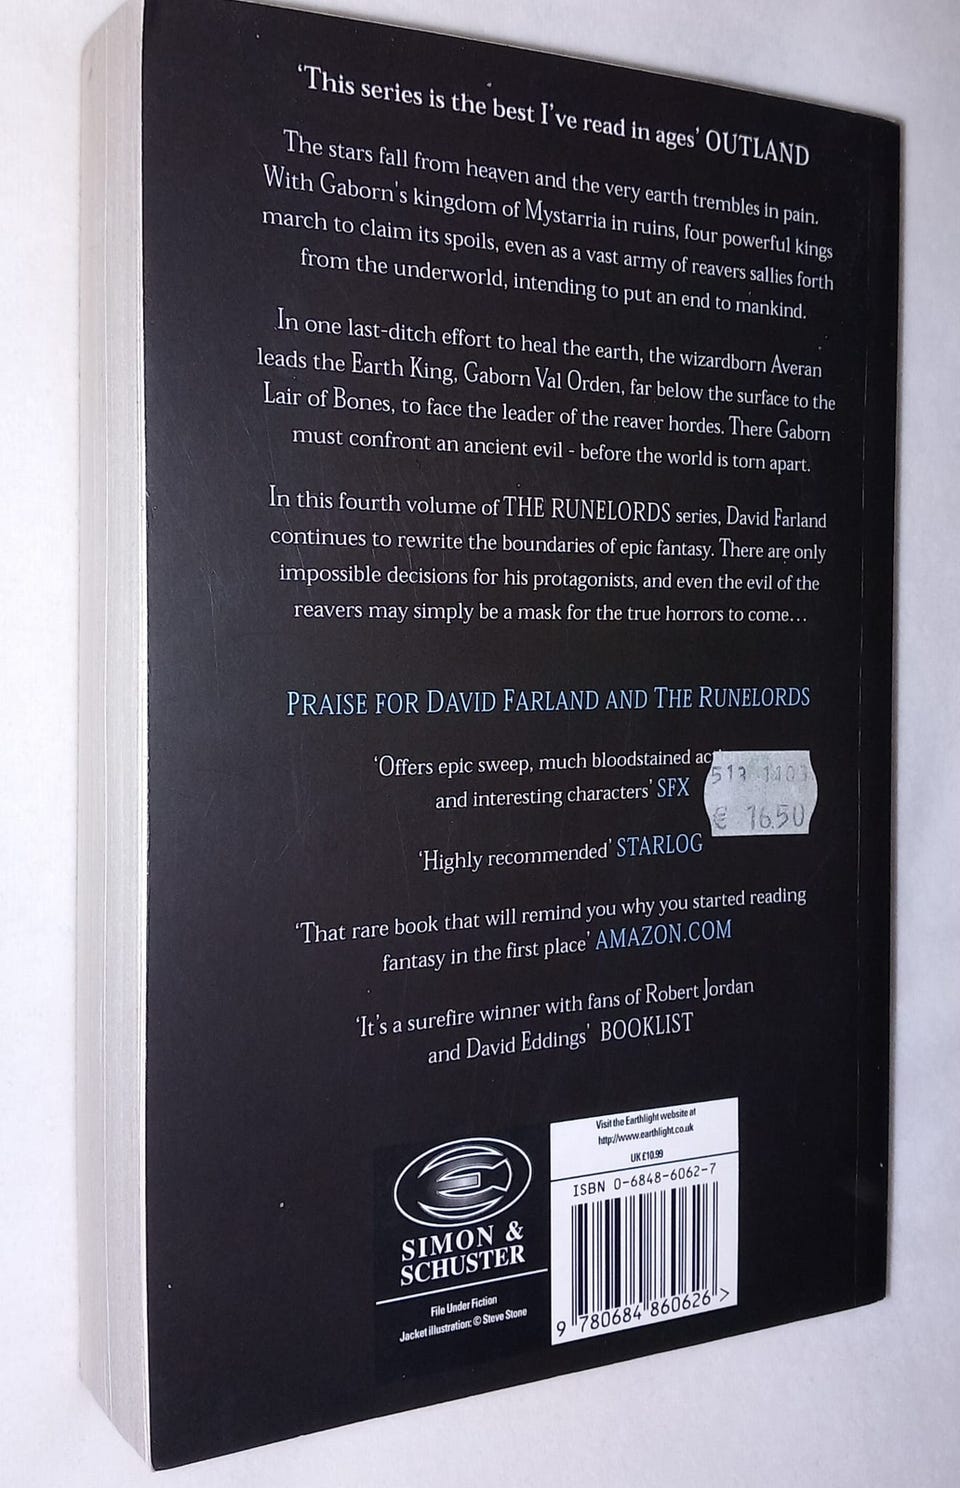 ‘This series is the best I've read in ages’ OUTLAND
The stars fall from heaven and the very earth trembles in pain.
With Gaborn's kingdom of Mystarria in ruins, four powerful kings
march to claim its spoils, even as a vast army of reavers sallies forth
from the underworld, intending to put an end to mankind.
In one last-ditch effort to heal the earth, the wizardborn Averan
leads the Earth King, Gaborn Val Orden, far below the surface to the
Lair of Bones, to face the leader of the reaver hordes. There Gaborn
must confront an ancient evil - before the world is torn apart.
In this fourth volume of THE RUNELORDS series, David Farland
continues to rewrite the boundaries of epic fantasy. There are only
impossible decisions for his protagonists, and even the evil of the
reavers may simply be a mask for the true horrors to come...
PRAISE FOR DAVID FARLAND AND THE RUNELORDS
‘Offers epic sweep, much bloodstained
and interesting characters’ SFX
513 1103
€ 16.50
‘Highly recommended’ STARLOG
‘That rare book that will remind you why you started reading
fantasy in the first place’ AMAZON.COM
‘It's a surefire winner with fans of Robert Jordan
and David Eddings’ BOOKLIST
SIMON &
SCHUSTER
File Under Fiction
Jacket illustration: © Steve Stone
Visit the Earthlight website at
http://www.earthlight.co.uk
UK £10.99
ISBN 0-6848-6062-7
9 780684 860626 >